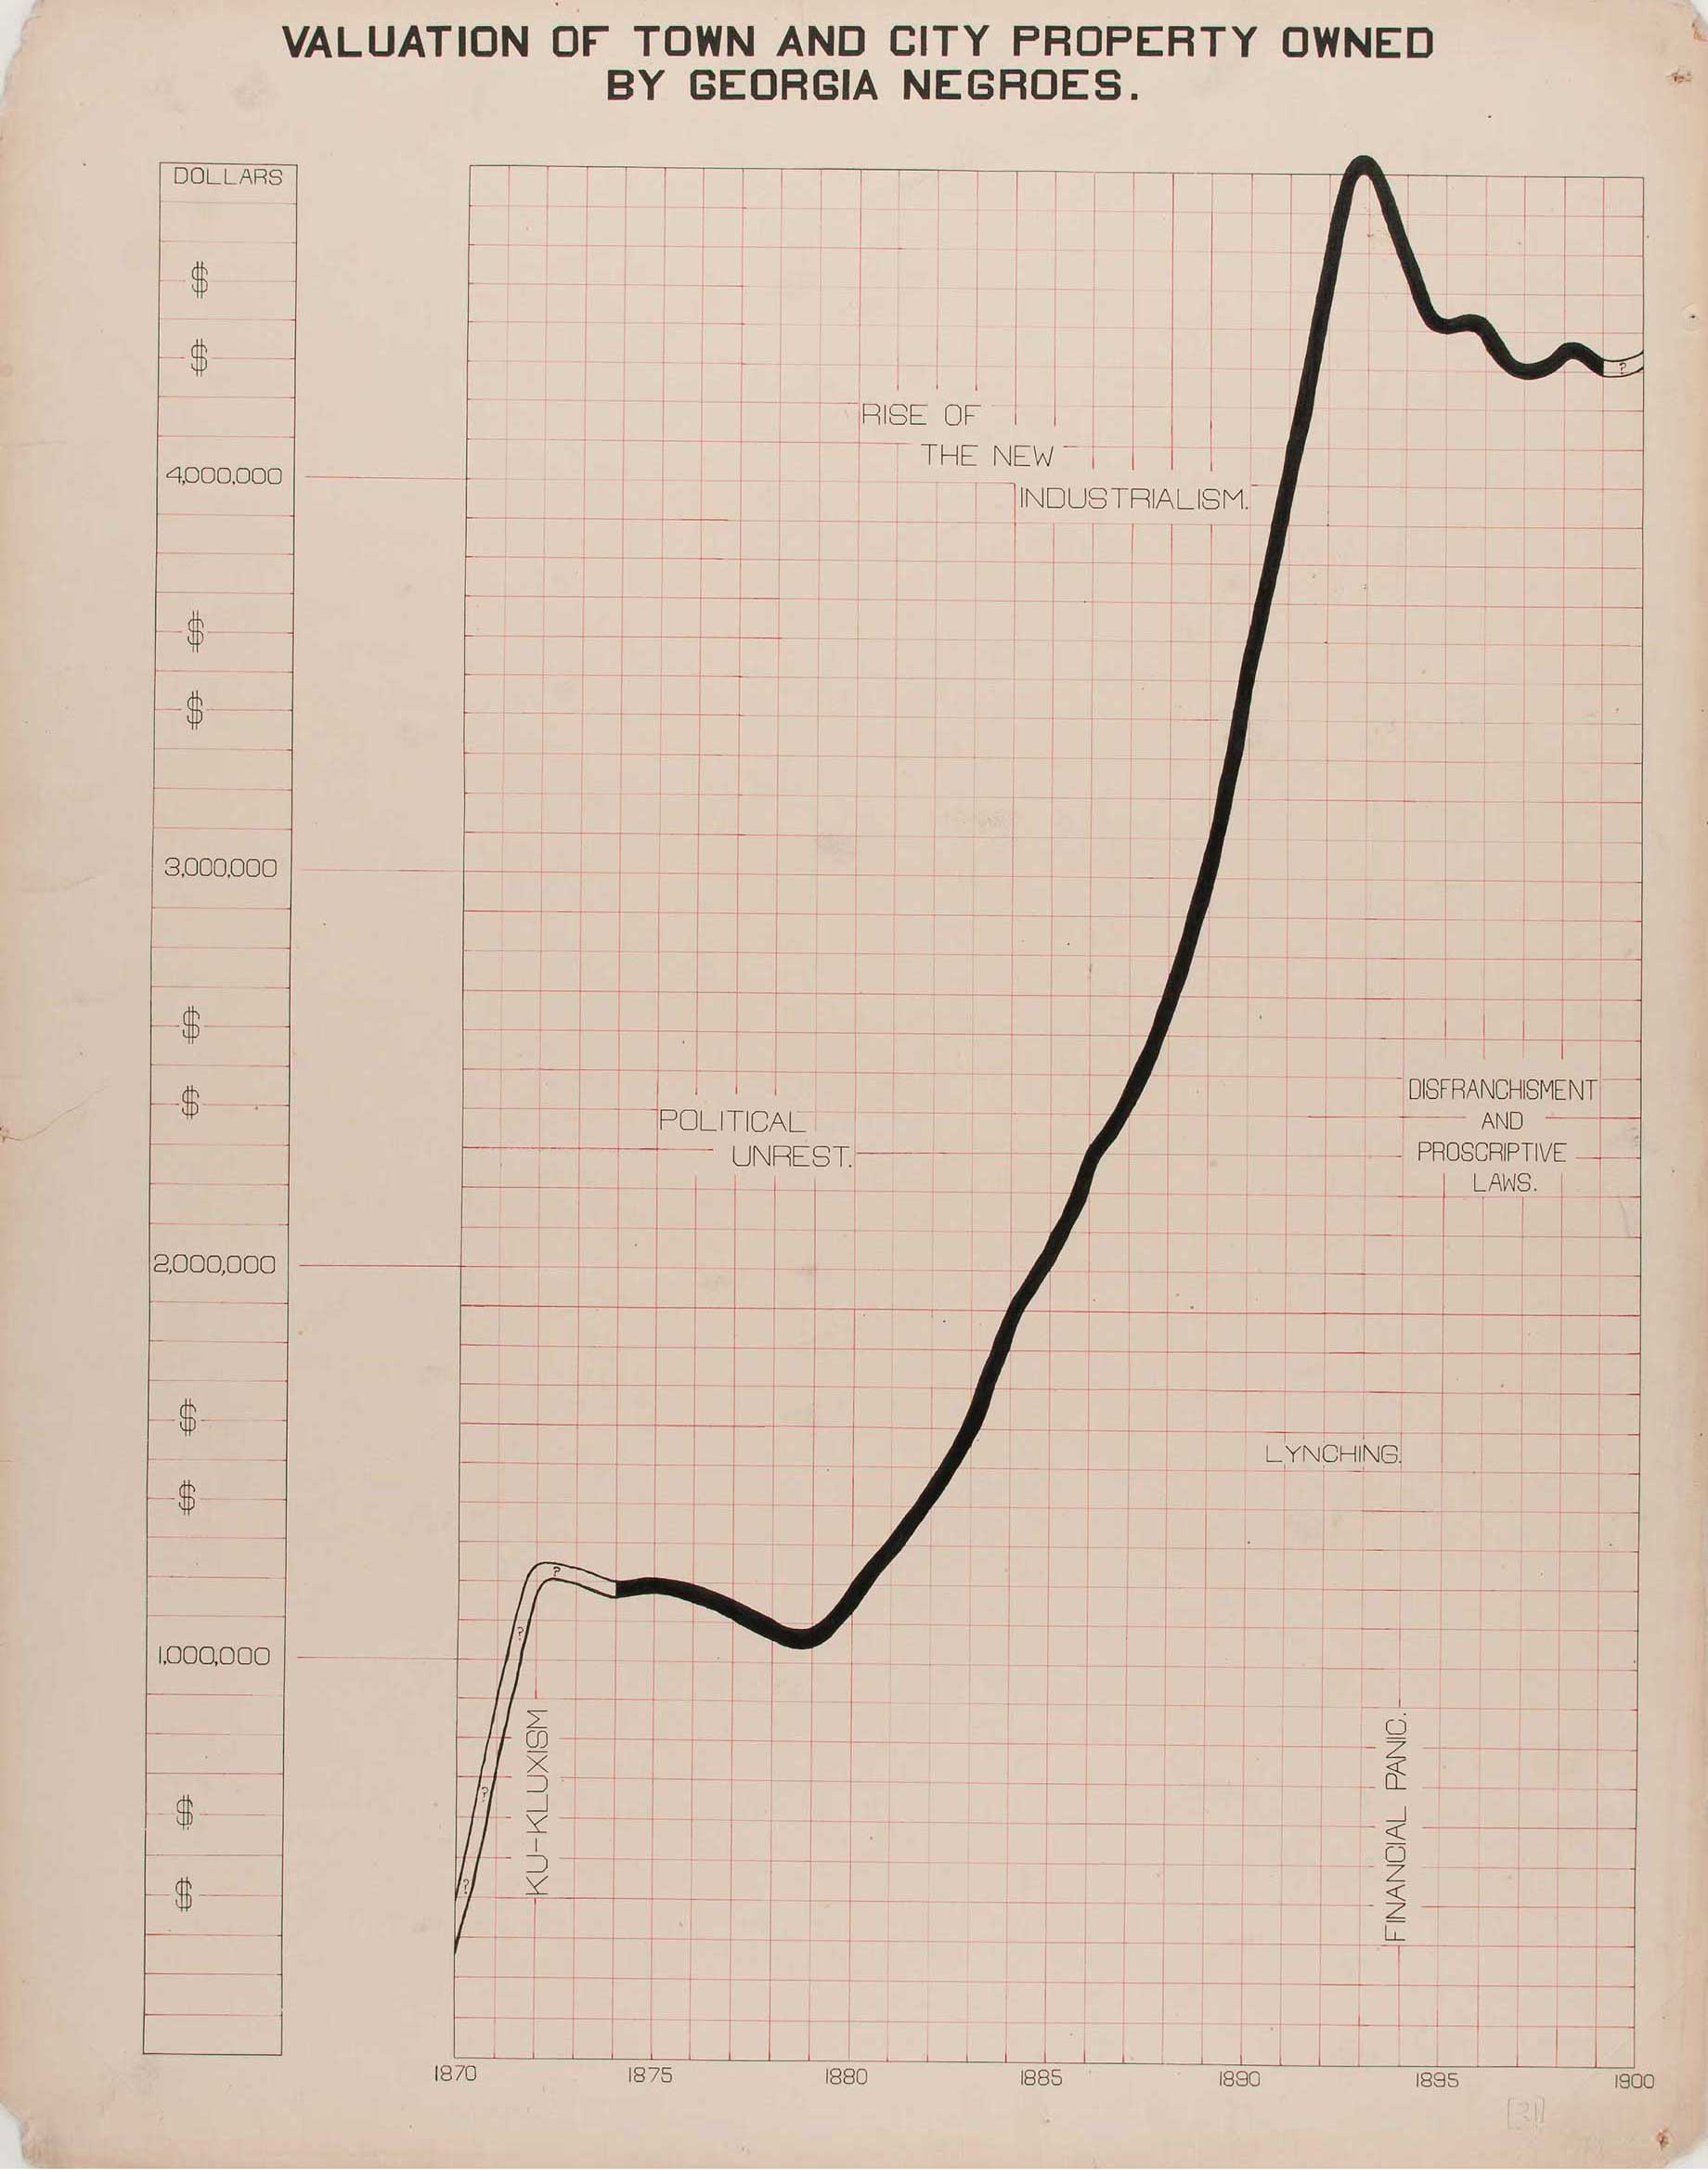 VALUATION OF TOWN AND CITY PROPERTY OWNED
BY GEORGIA NEGROES.
DOLLARS
$
$
4,000,000
$
$
3,000,000
$
$
2,000,000
$
$
1,000,000
$
$
RISE OF
THE NEW
INDUSTRIALISM.
POLITICAL
UNREST.
DISFRANCHISMENT
AND
PROSCRIPTIVE
LAWS.
LYNCHING.
KU-KLUXISM
FINANCIAL PANIC.
?
?
?
?
?
1870 1875 1880 1885 1890 1895 1900
[31]